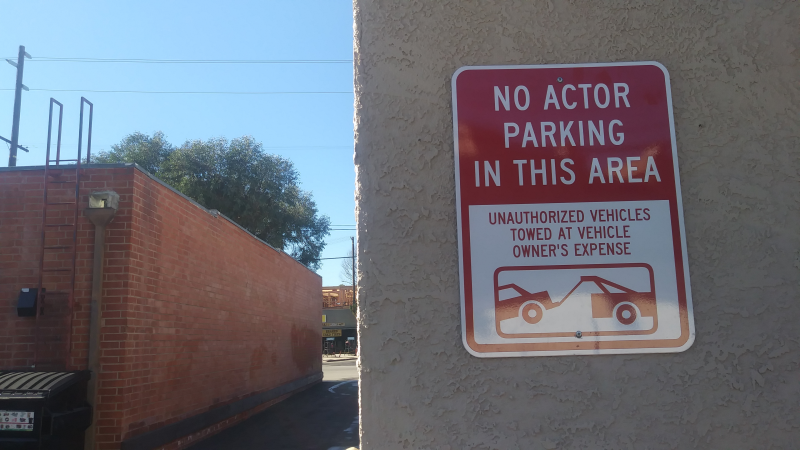 NO ACTOR
PARKING
IN THIS AREA
UNAUTHORIZED VEHICLES
TOWED AT VEHICLE
OWNER'S EXPENSE